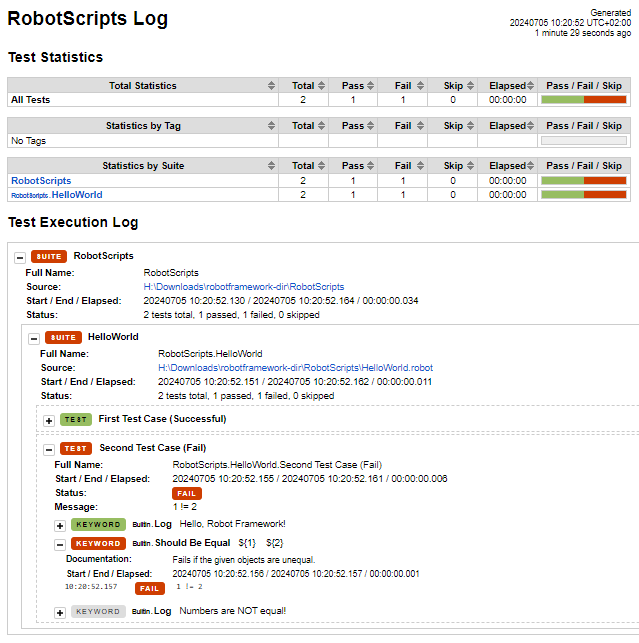 RobotScripts Log
Generated
20240705 10:20:52 UTC+02:00
1 minute 29 seconds ago
Test Statistics
Total Statistics Total Pass Fail Skip Elapsed Pass / Fail / Skip
All Tests 2 1 1 0 00:00:00
Statistics by Tag Total Pass Fail Skip Elapsed Pass / Fail / Skip
No Tags
Statistics by Suite Total Pass Fail Skip Elapsed Pass / Fail / Skip
RobotScripts 2 1 1 0 00:00:00
RobotScripts.HelloWorld 2 1 1 0 00:00:00
Test Execution Log
SUITE RobotScripts
Full Name: RobotScripts
Source: H:\Downloads\robotframework-dir\RobotScripts
Start / End / Elapsed: 20240705 10:20:52.130 / 20240705 10:20:52.164 / 00:00:00.034
Status: 2 tests total, 1 passed, 1 failed, 0 skipped
SUITE HelloWorld
Full Name: RobotScripts.HelloWorld
Source: H:\Downloads\robotframework-dir\RobotScripts\HelloWorld.robot
Start / End / Elapsed: 20240705 10:20:52.151 / 20240705 10:20:52.162 / 00:00:00.011
Status: 2 tests total, 1 passed, 1 failed, 0 skipped
TEST First Test Case (Successful)
TEST Second Test Case (Fail)
Full Name: RobotScripts.HelloWorld.Second Test Case (Fail)
Start / End / Elapsed: 20240705 10:20:52.155 / 20240705 10:20:52.161 / 00:00:00.006
Status: FAIL
Message: 1 != 2
KEYWORD BuiltIn.Log Hello, Robot Framework!
KEYWORD BuiltIn.Should Be Equal ${1} ${2}
Documentation: Fails if the given objects are unequal.
Start / End / Elapsed: 20240705 10:20:52.156 / 20240705 10:20:52.157 / 00:00:00.001
10:20:52.157 FAIL 1 != 2
KEYWORD BuiltIn.Log Numbers are NOT equal!